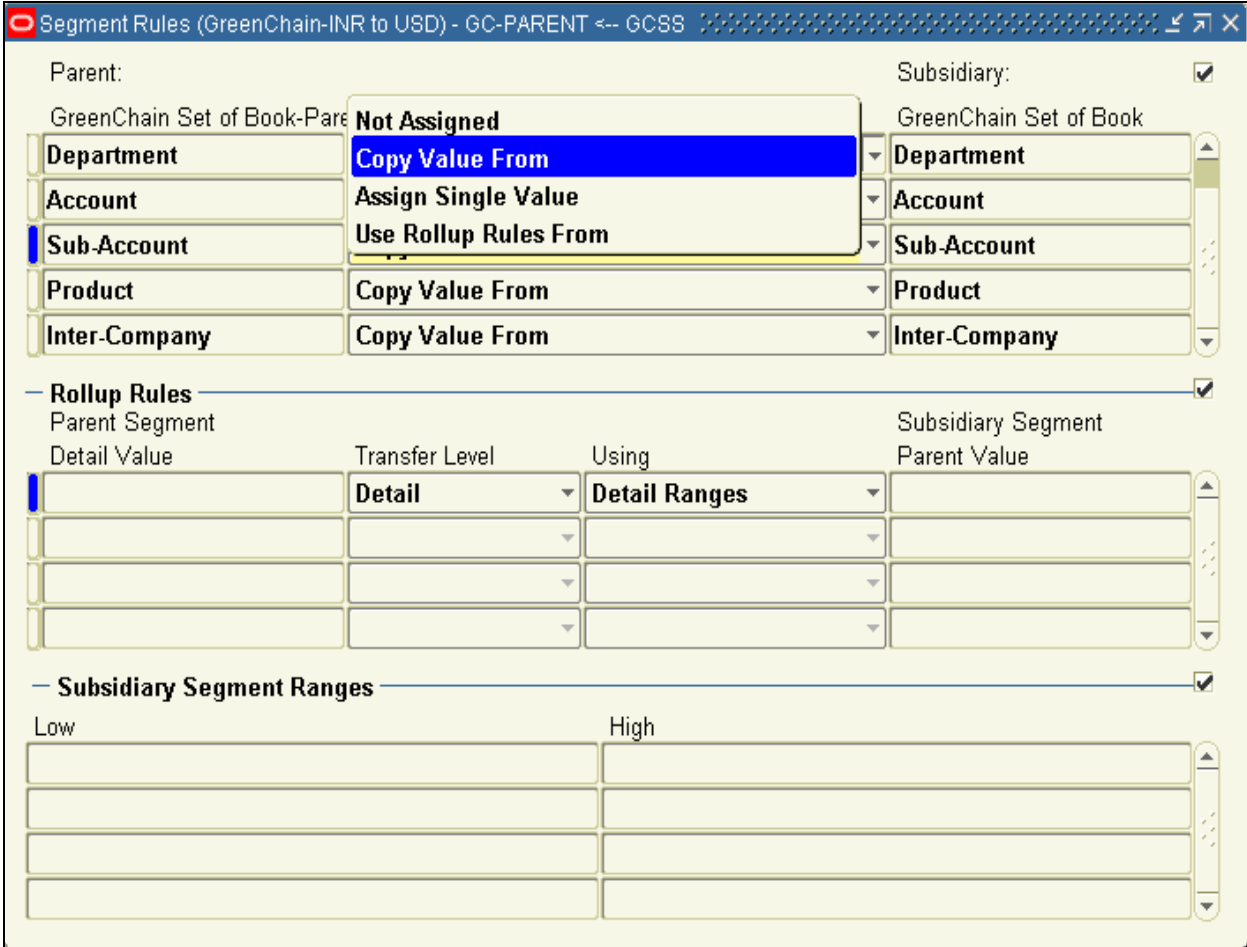 Segment Rules (GreenChain-INR to USD) - GC-PARENT <-- GCSS
Parent: Subsidiary:
GreenChain Set of Book-Pare GreenChain Set of Book
Not Assigned
Department Copy Value From Department
Account Assign Single Value Account
Sub-Account Use Rollup Rules From Sub-Account
Product Copy Value From Product
Inter-Company Copy Value From Inter-Company
Rollup Rules
Parent Segment Subsidiary Segment
Detail Value Transfer Level Using Parent Value
Detail Detail Ranges
Subsidiary Segment Ranges
Low High